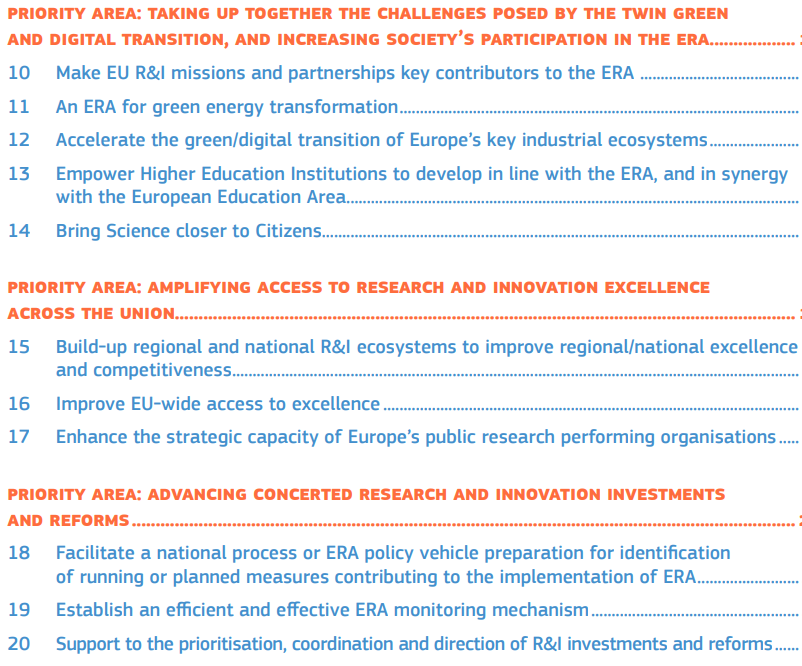 PRIORITY AREA: TAKING UP TOGETHER THE CHALLENGES POSED BY THE TWIN GREEN
AND DIGITAL TRANSITION, AND INCREASING SOCIETY'S PARTICIPATION IN THE ERA..................
10 Make EU R&I missions and partnerships key contributors to the ERA ........................................
11 An ERA for green energy transformation....................................................................................................
12 Accelerate the green/digital transition of Europe's key industrial ecosystems......................
13 Empower Higher Education Institutions to develop in line with the ERA, and in synergy
with the European Education Area.................................................................................................................
14 Bring Science closer to Citizens.......................................................................................................................
PRIORITY AREA: AMPLIFYING ACCESS TO RESEARCH AND INNOVATION EXCELLENCE
ACROSS THE UNION...................................................................................................................................
15 Build-up regional and national R&I ecosystems to improve regional/national excellence
and competitiveness..............................................................................................................................................
16 Improve EU-wide access to excellence ........................................................................................................
17 Enhance the strategic capacity of Europe's public research performing organisations .....
PRIORITY AREA: ADVANCING CONCERTED RESEARCH AND INNOVATION INVESTMENTS
AND REFORMS ...........................................................................................................................................
18 Facilitate a national process or ERA policy vehicle preparation for identification
of running or planned measures contributing to the implementation of ERA..........................
19 Establish an efficient and effective ERA monitoring mechanism ....................................................
20 Support to the prioritisation, coordination and direction of R&I investments and reforms ......